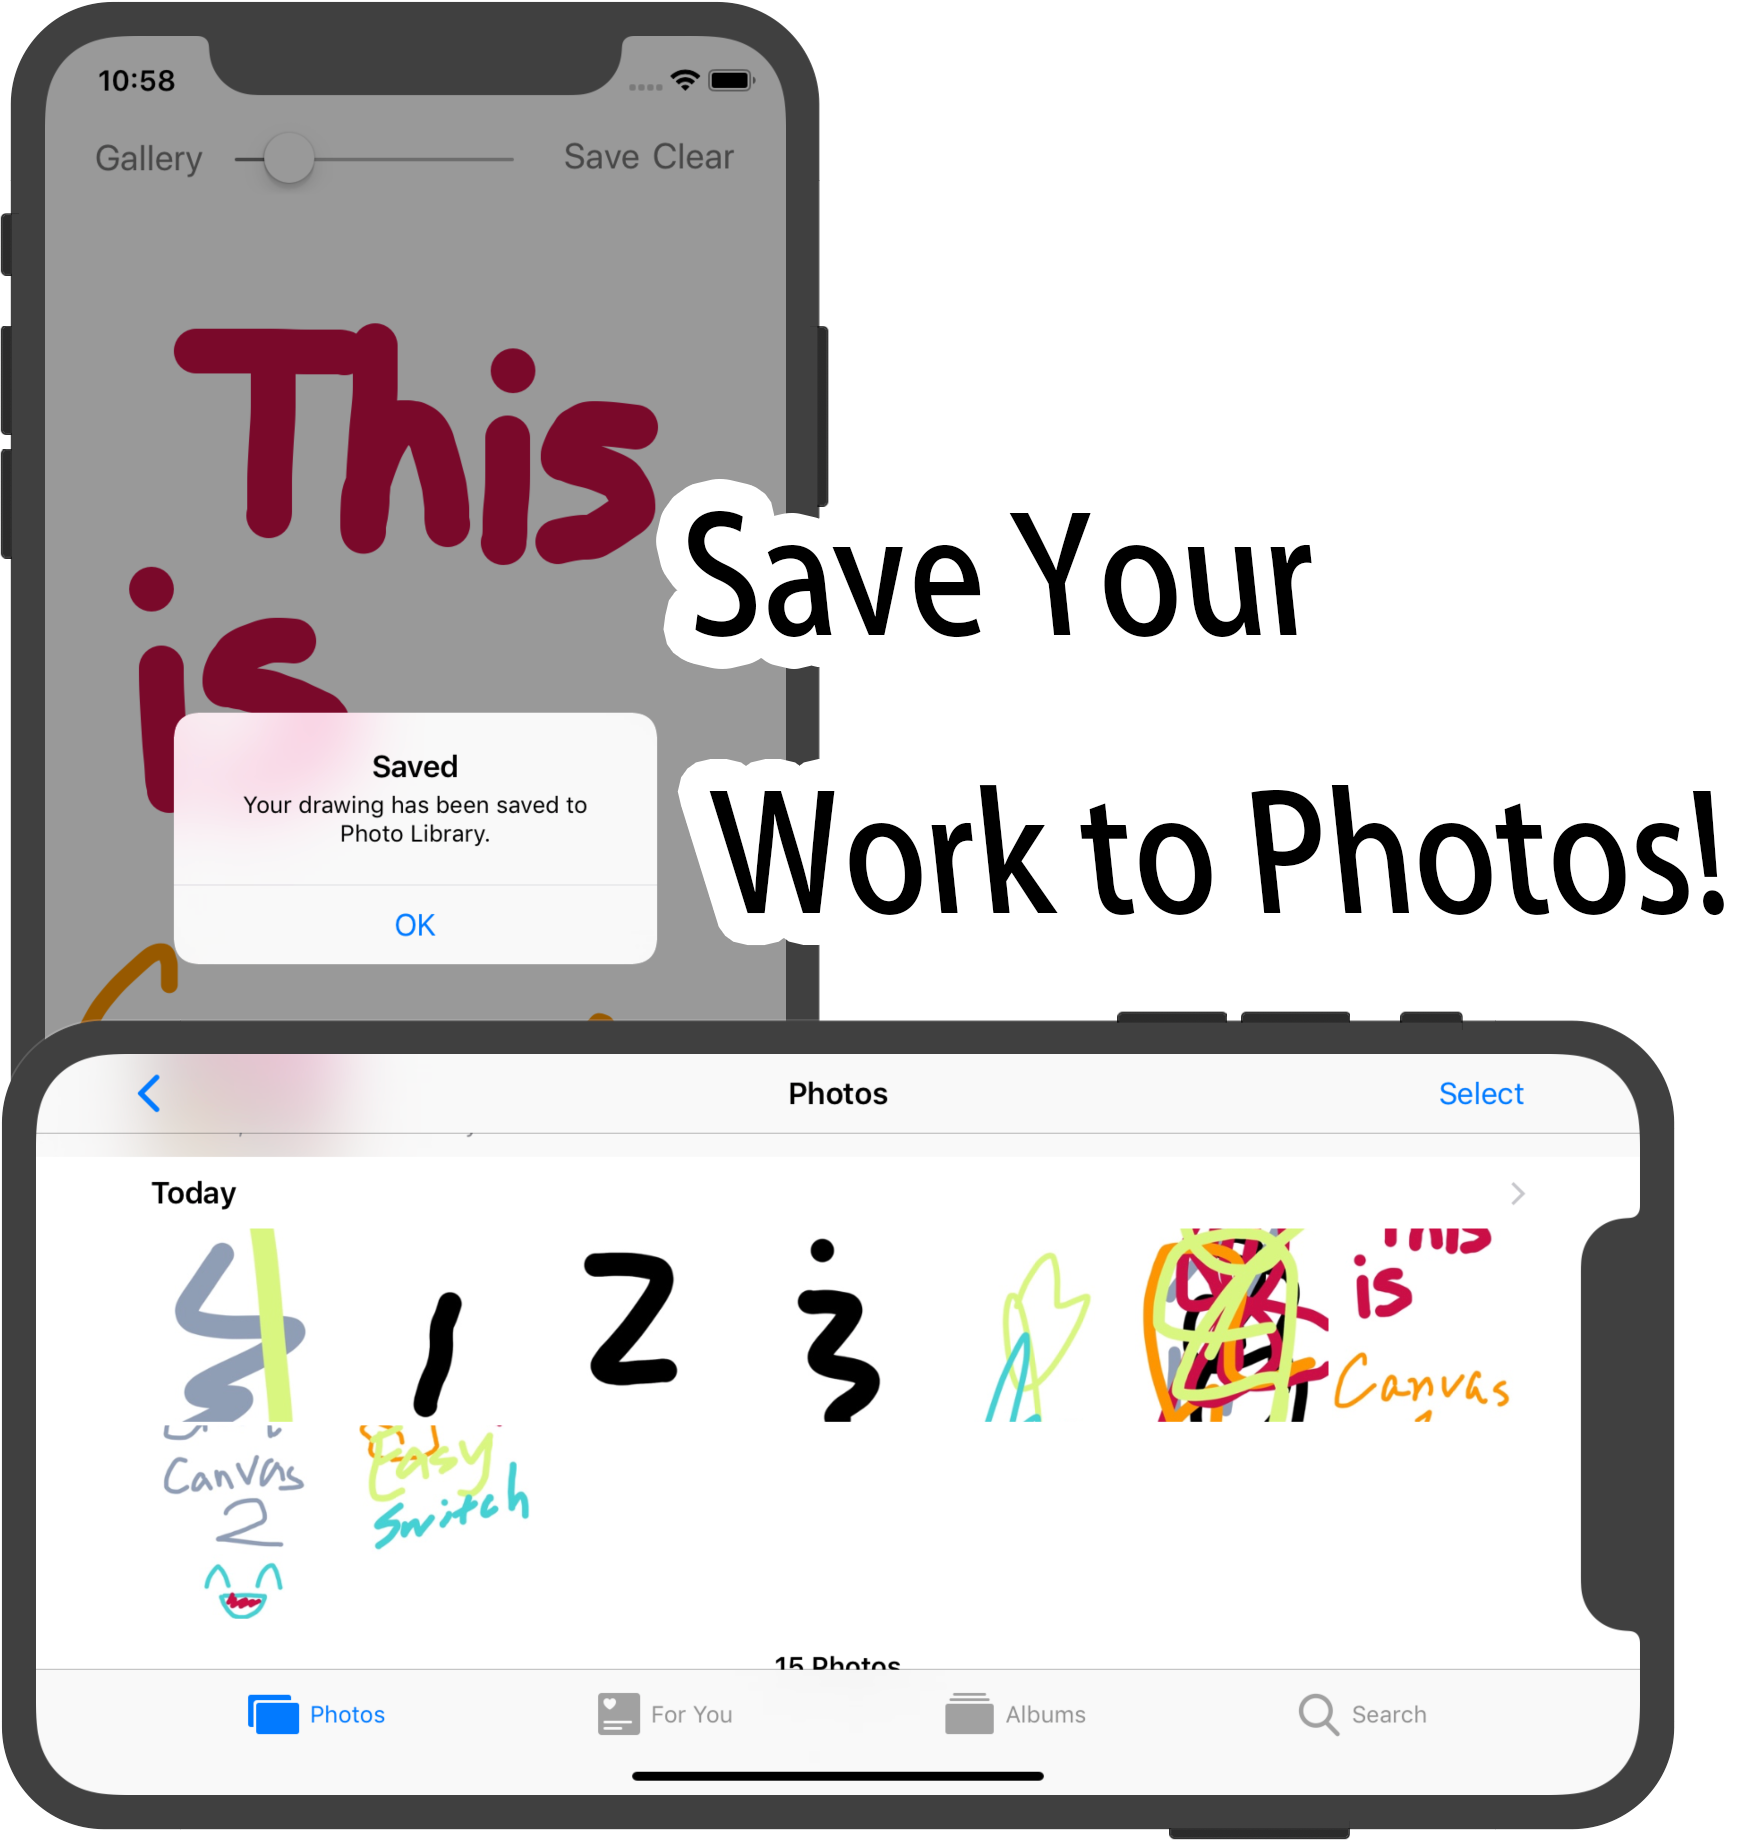 10:58
Gallery
Save Clear
This
is
Saved
Your drawing has been saved to
Photo Library.
OK
Save Your
Work to Photos!
Photos
Select
Today
1
2
3
This
is
Canvas
Canvas
2
Easy
Switch
15 Photos
Photos
For You
Albums
Search